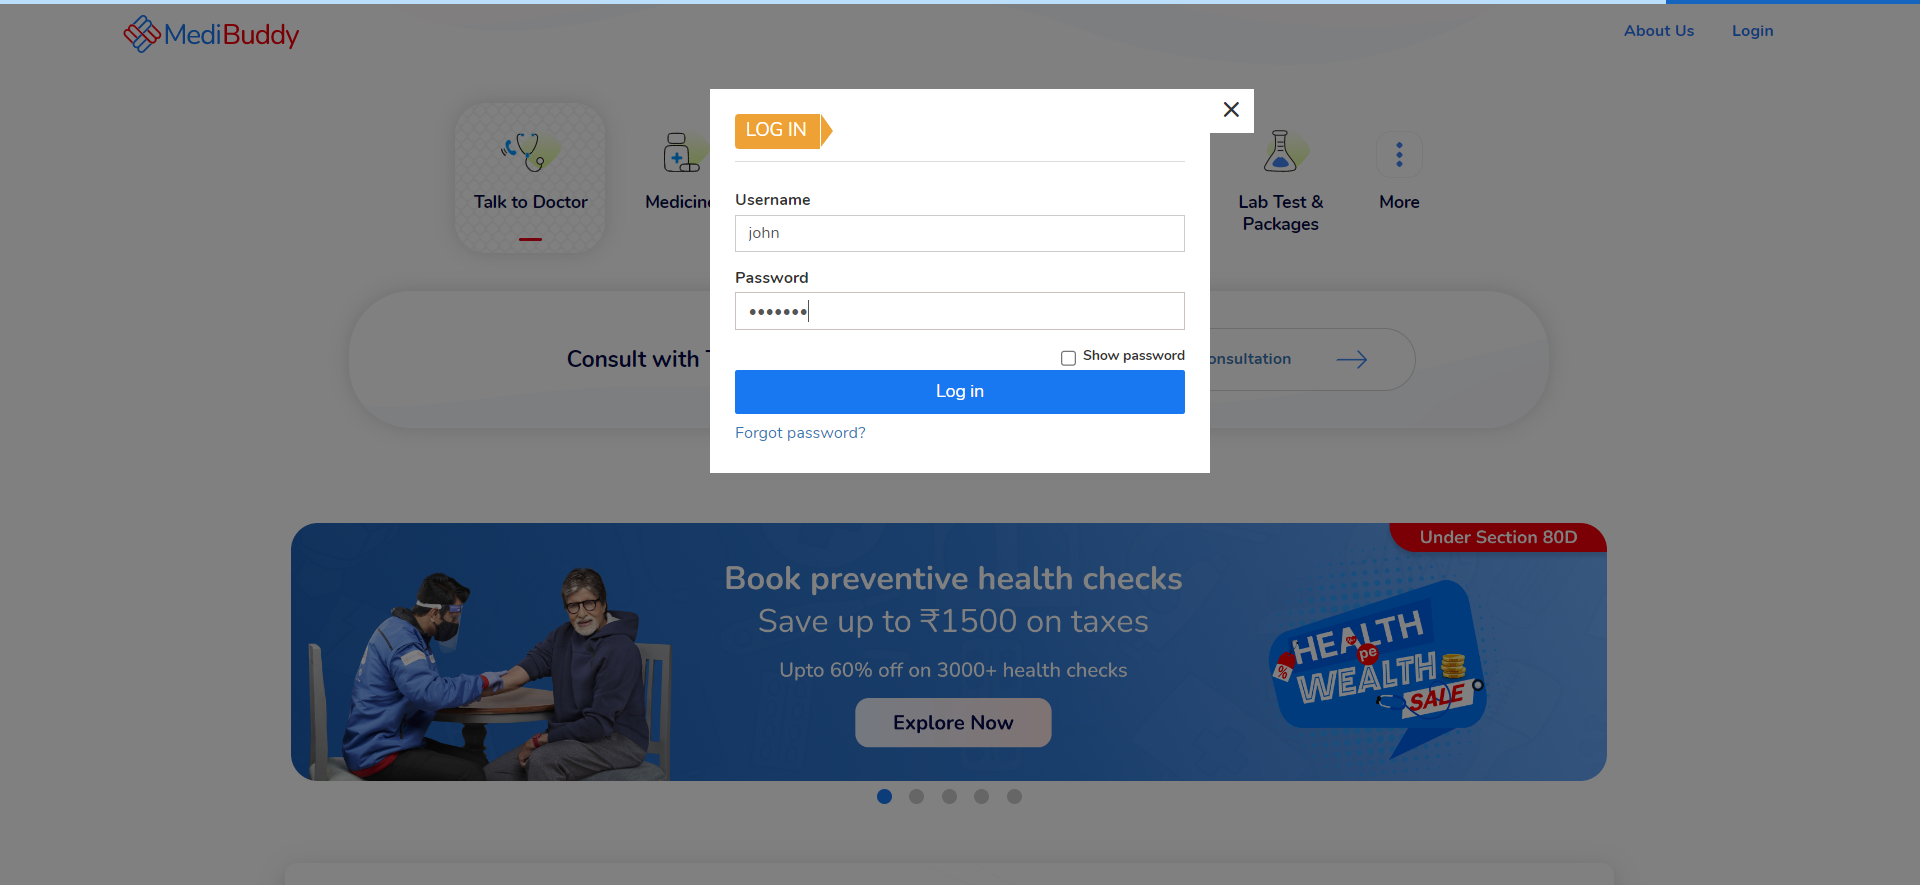 MediBuddy
About Us
Login
LOG IN
Talk to Doctor
Medicin
Lab Test &
Packages
More
Username
john
Password
•••••••
Consult with
onsultation
Show password
Log in
Forgot password?
Under Section 80D
Book preventive health checks
Save up to ₹1500 on taxes
Upto 60% off on 3000+ health checks
Explore Now
HEALTH
pe
WEALTH
%
SALE